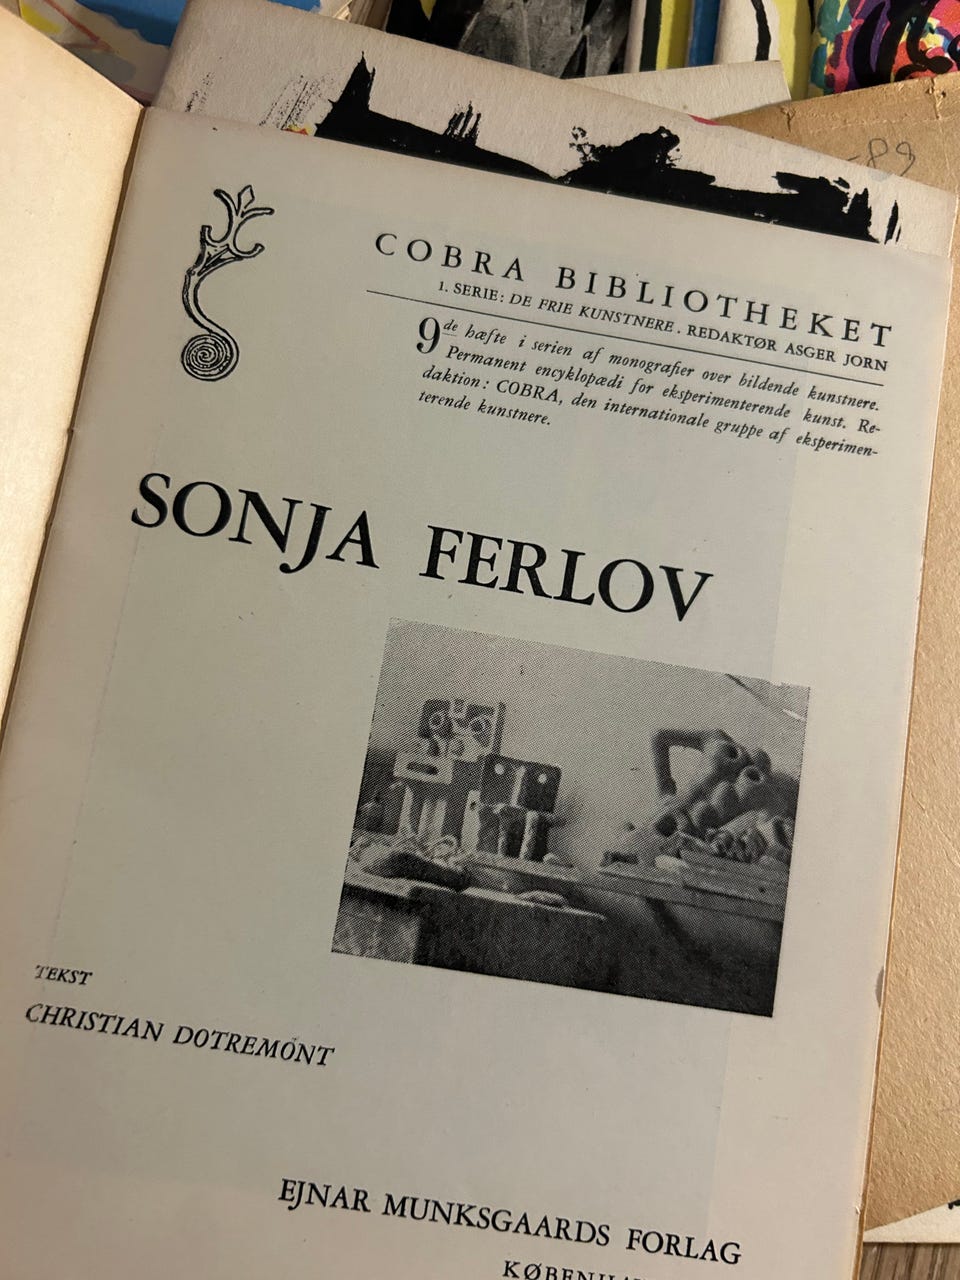 -89
COBRA BIBLIOTHEKET
1. SERIE: DE FRIE KUNSTNERE . REDAKTØR ASGER JORN
9de hæfte i serien af monografier over bildende kunstnere.
Permanent encyklopædi for eksperimenterende kunst. Re-
daktion: COBRA, den internationale gruppe af eksperimen-
terende kunstnere.
SONJA FERLOV
TEKST
CHRISTIAN DOTREMONT
EJNAR MUNKSGAARDS FORLAG